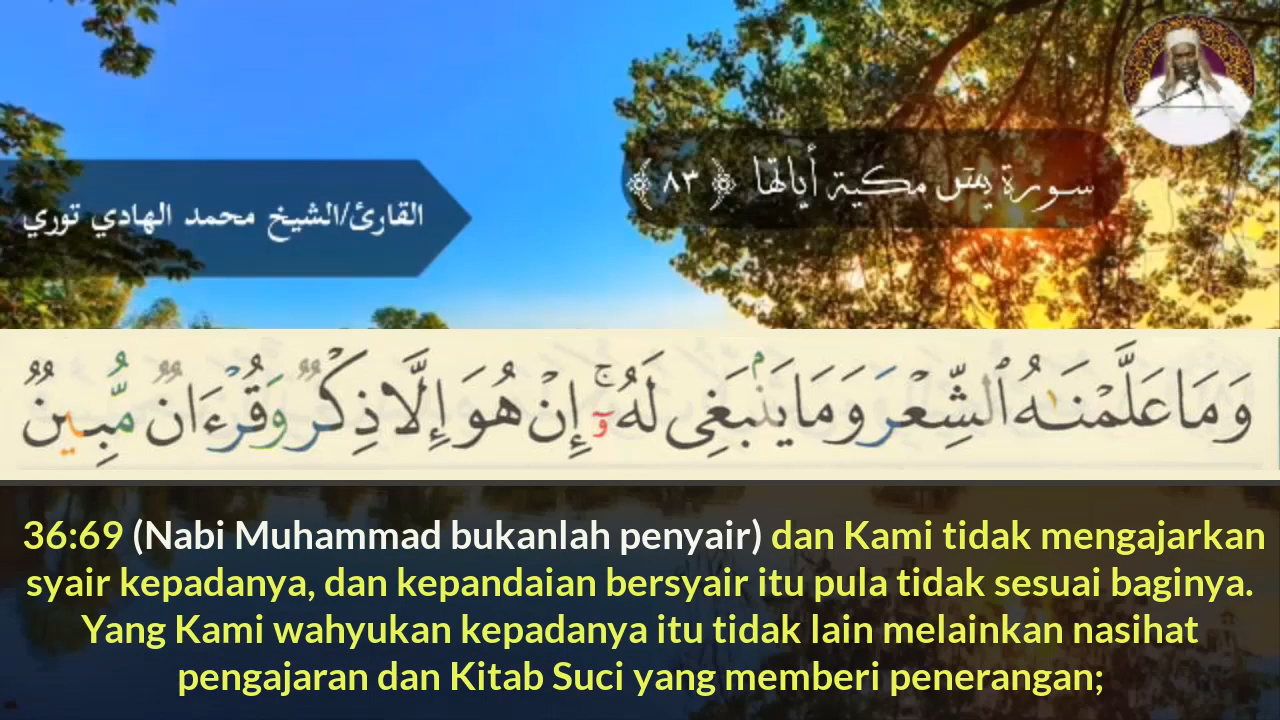 سورة يسٓ مكية أياتها ﴿ ٨٣ ﴾
القارئ/الشيخ محمد الهادي توري
وَمَا عَلَّمْنَـٰهُ ٱلشِّعْرَ وَمَا يَنۢبَغِى لَهُۥٓ ۚ إِنْ هُوَ إِلَّا ذِكْرٌ وَقُرْءَانٌ مُّبِينٌ
36:69 (Nabi Muhammad bukanlah penyair) dan Kami tidak mengajarkan
syair kepadanya, dan kepandaian bersyair itu pula tidak sesuai baginya.
Yang Kami wahyukan kepadanya itu tidak lain melainkan nasihat
pengajaran dan Kitab Suci yang memberi penerangan;